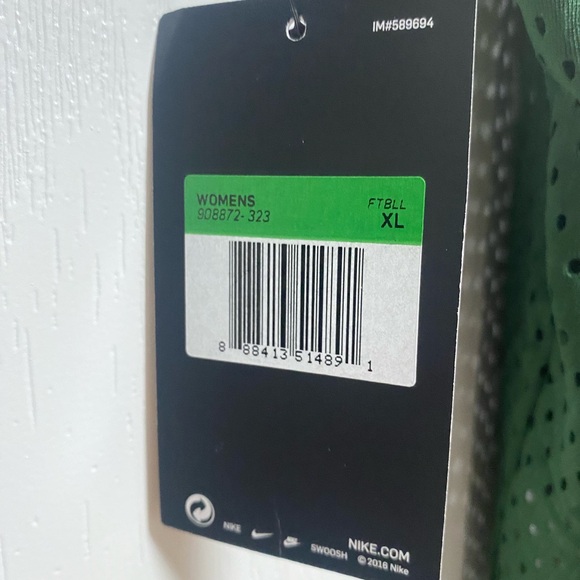 IM#589694
WOMENS
908872-323
FTBLL
XL
8 88413 51489 1
NIKE
SWOOSH
NIKE.COM
© 2016 Nike